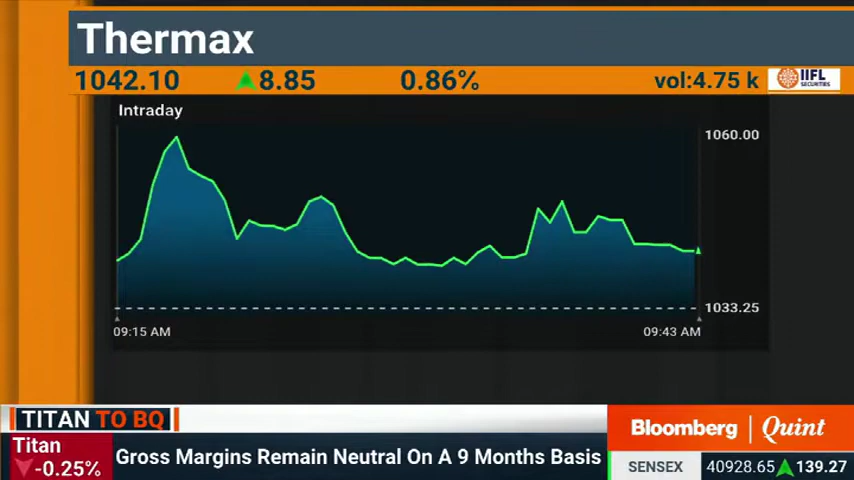 Thermax
1042.10 ▲ 8.85 0.86% vol:4.75 k IIFL SECURITIES
Intraday
1060.00
1033.25
09:15 AM 09:43 AM
TITAN TO BQ
Titan
▼-0.25%
Gross Margins Remain Neutral On A 9 Months Basis
Bloomberg | Quint
SENSEX 40928.65 ▲ 139.27